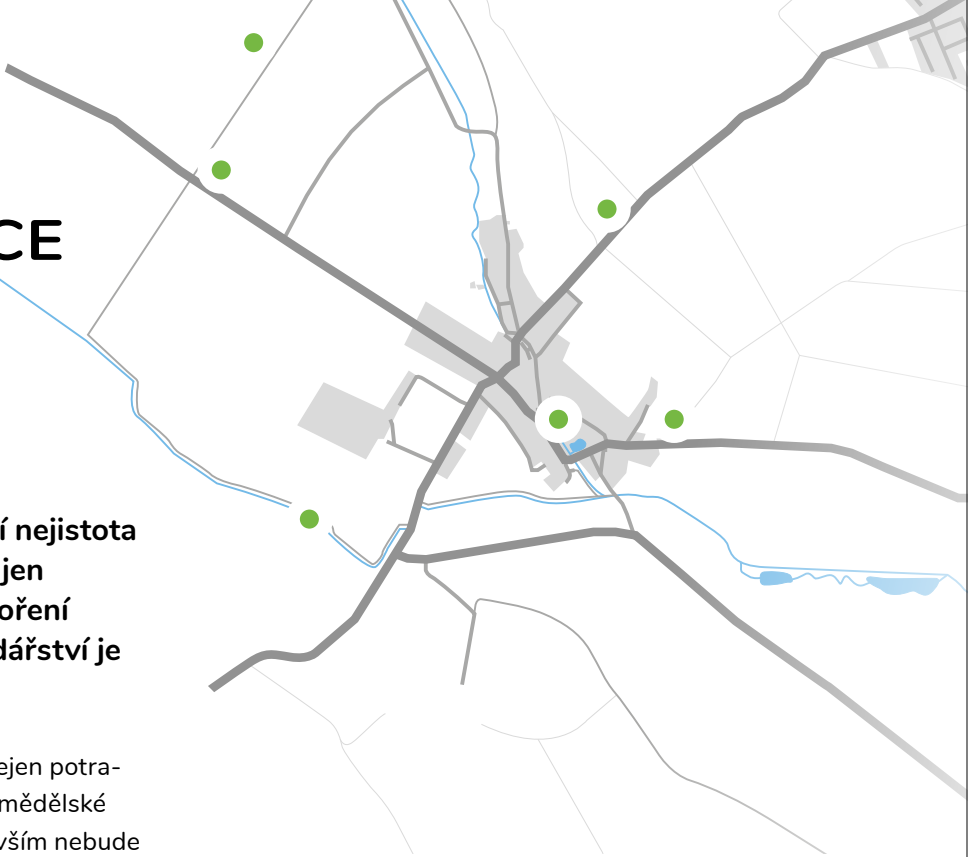 CE
í nejistota
jen
oření
dářství je
ejen potra-
mědělské
vším nebude